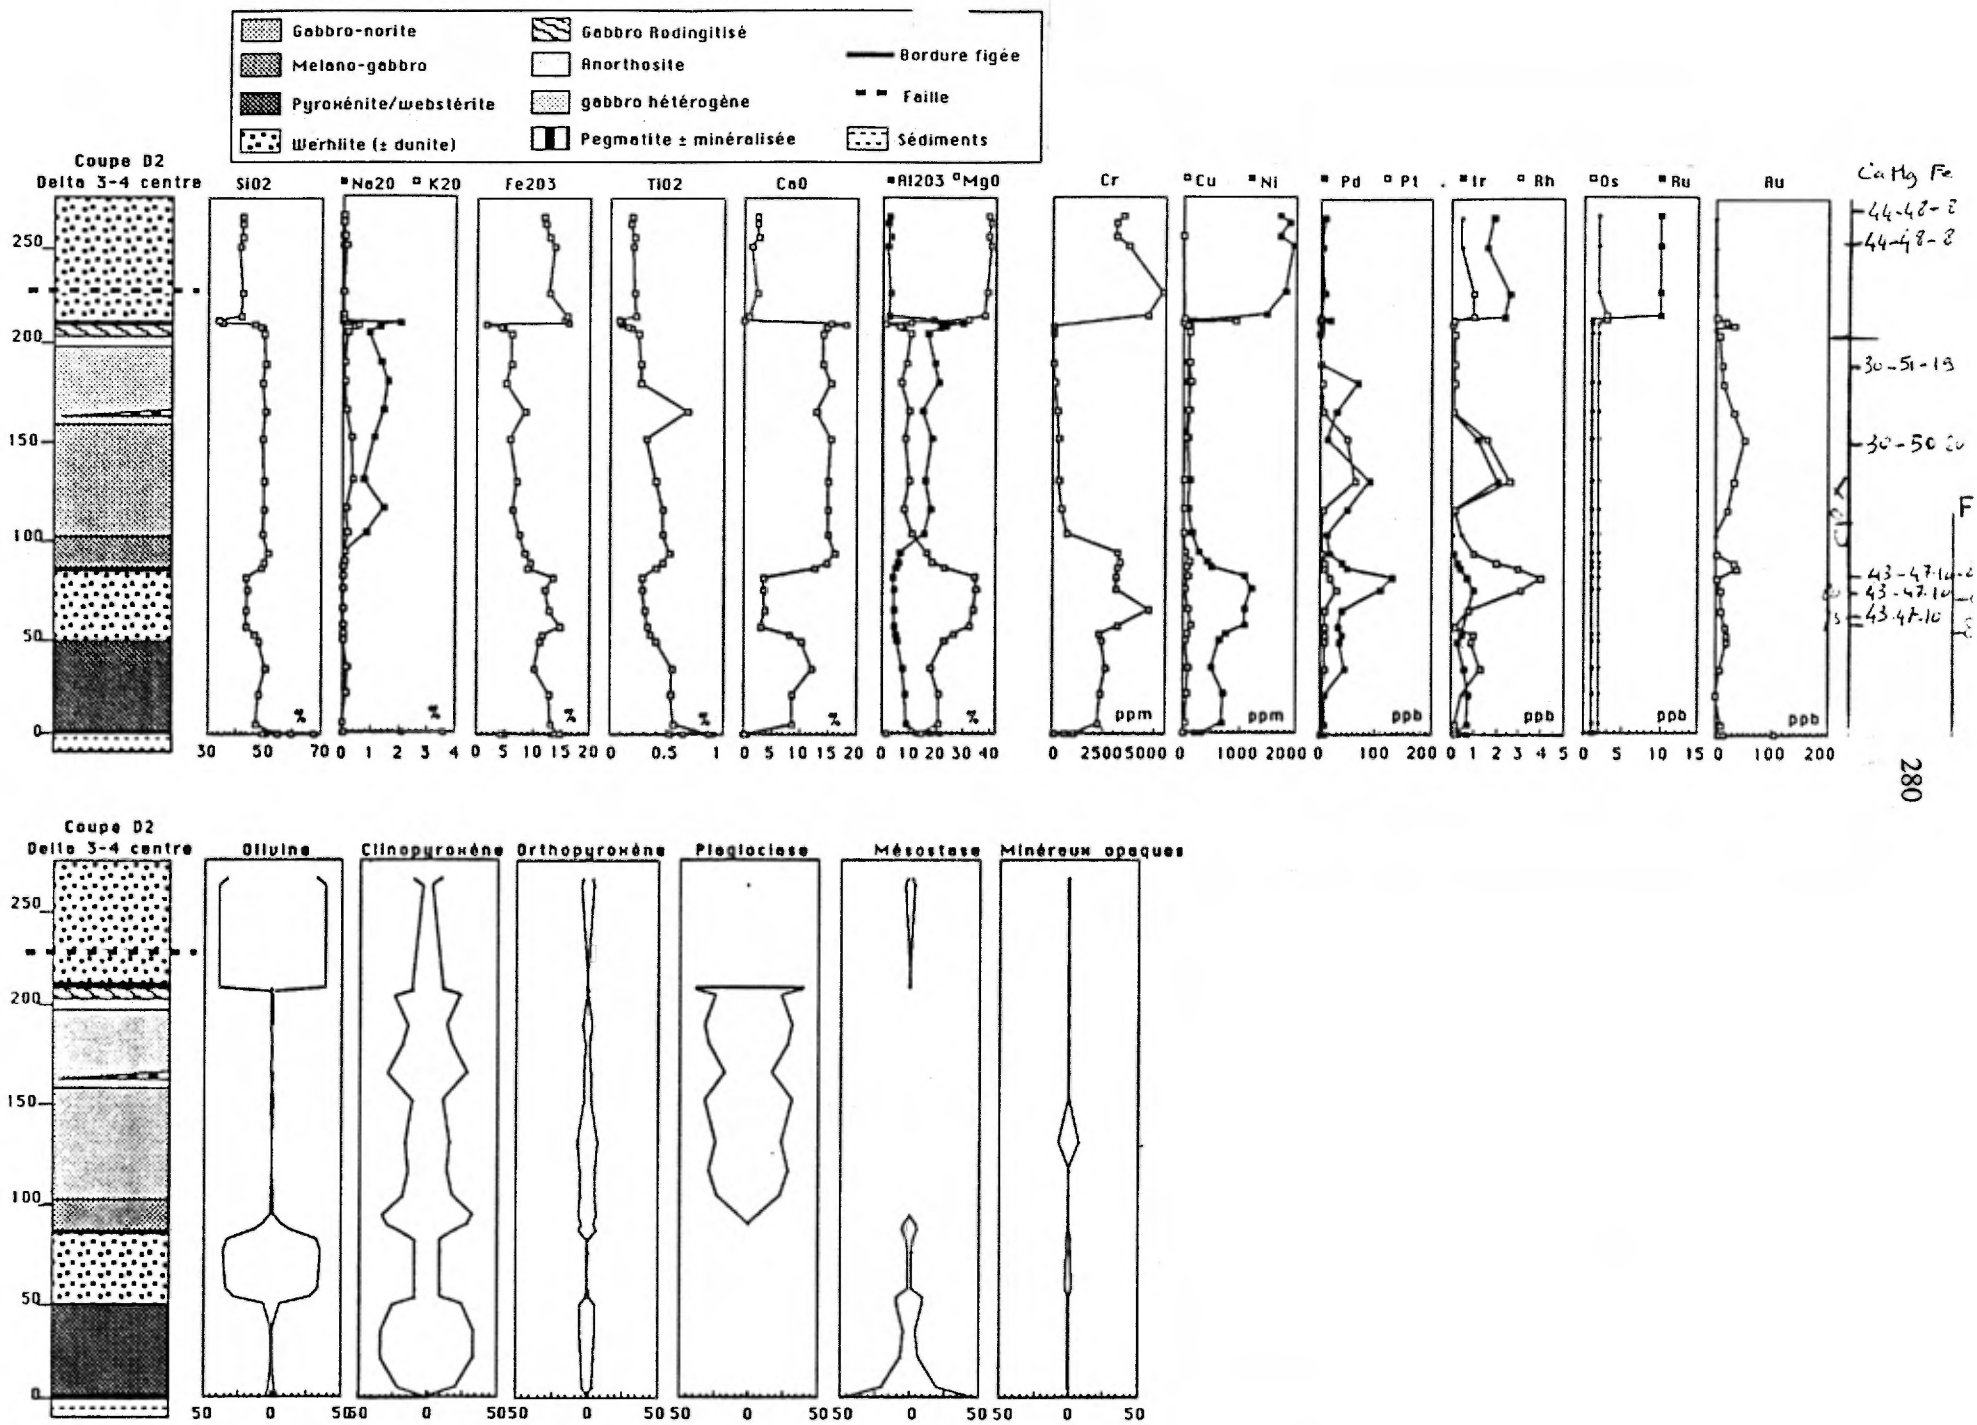 Gabbro-norite
Gabbro Rodingitisé
Bordure figée
Melano-gabbro
Anorthosite
Faille
Pyroxénite/webstérite
gabbro hétérogène
Werhlite (± dunite)
Pegmatite ± minéralisée
Sédiments
Coupe D2
Delta 3-4 centre
SiO2
Na2O K2O
Fe2O3
TiO2
CaO
Al2O3 MgO
Cr
Cu Ni
Pd Pt
Ir Rh
Os Ru
Au
Ca Mg Fe
250
200
150
100
50
0
44-48-8
44-48-8
30-51-19
30-50 20
43-47.10
43-47.10
43.47.10
F
% % % % % % ppm ppm ppb ppb ppb ppb
30 50 70
0 1 2 3 4
0 5 10 15 20
0 0.5 1
0 5 10 15 20
0 10 20 30 40
0 2500 5000
0 1000 2000
0 100 200
0 1 2 3 4 5
0 5 10 15
0 100 200
280
Coupe D2
Delta 3-4 centre
Olivine
Clinopyroxène
Orthopyroxène
Plagioclase
Mésostase
Minéraux opaques
250
200
150
100
50
0
50 0 50
50 0 50
50 0 50
50 0 50
50 0 50
50 0 50